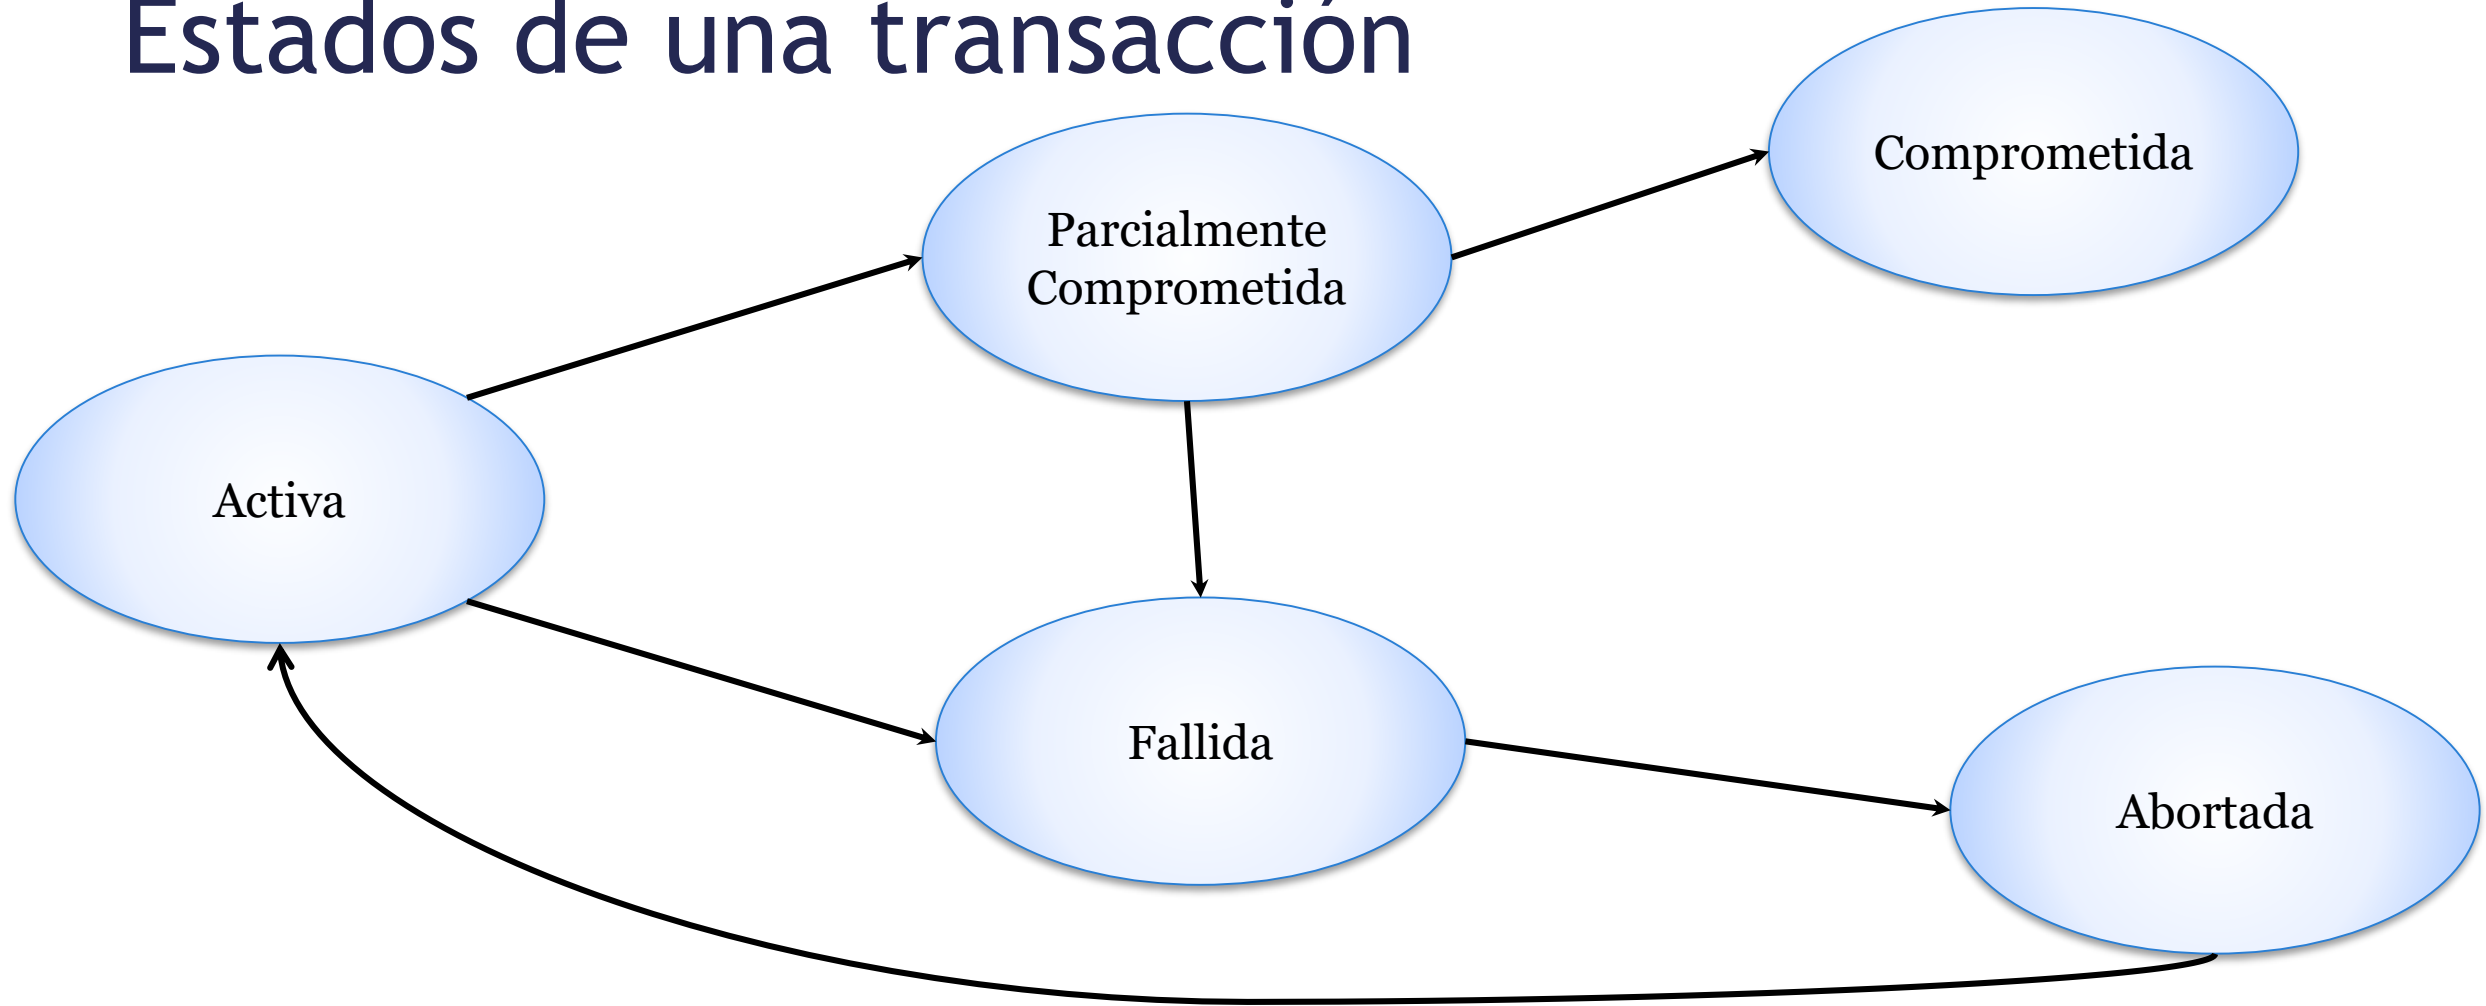 Estados de una transacción
Comprometida
Parcialmente
Comprometida
Activa
Fallida
Abortada